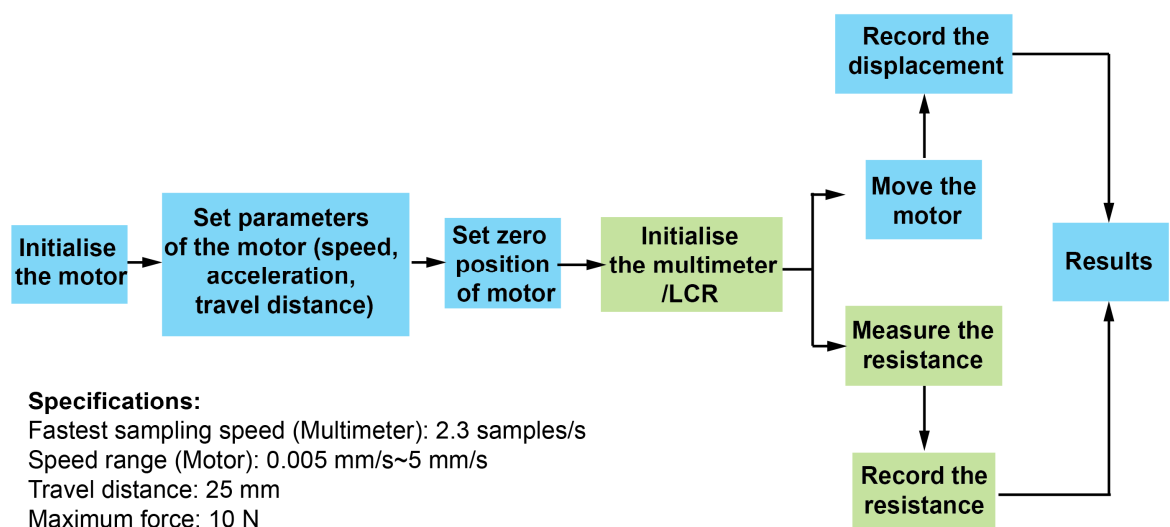 Initialise
the motor
Set parameters
of the motor (speed,
acceleration,
travel distance)
Set zero
position
of motor
Initialise
the multimeter
/LCR
Move the
motor
Record the
displacement
Measure the
resistance
Record the
resistance
Results
Specifications:
Fastest sampling speed (Multimeter): 2.3 samples/s
Speed range (Motor): 0.005 mm/s~5 mm/s
Travel distance: 25 mm
Maximum force: 10 N